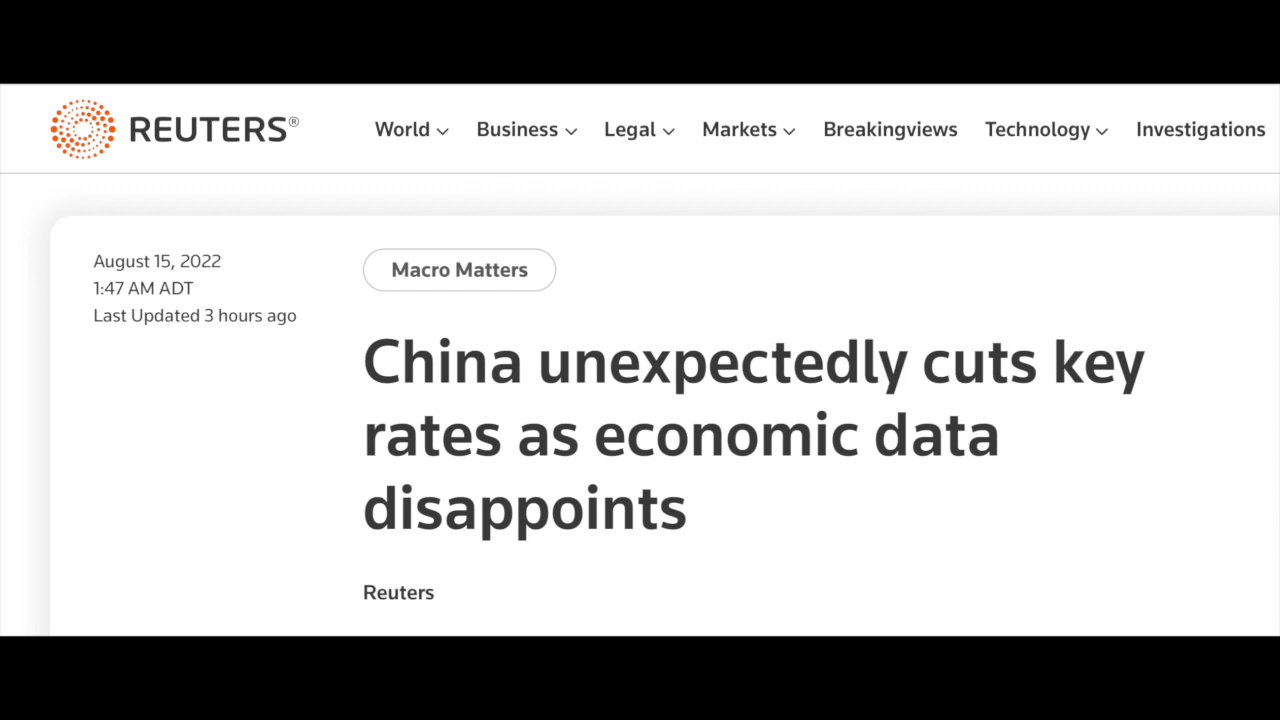 REUTERS®
World Business Legal Markets Breakingviews Technology Investigations
August 15, 2022
1:47 AM ADT
Last Updated 3 hours ago
Macro Matters
China unexpectedly cuts key
rates as economic data
disappoints
Reuters